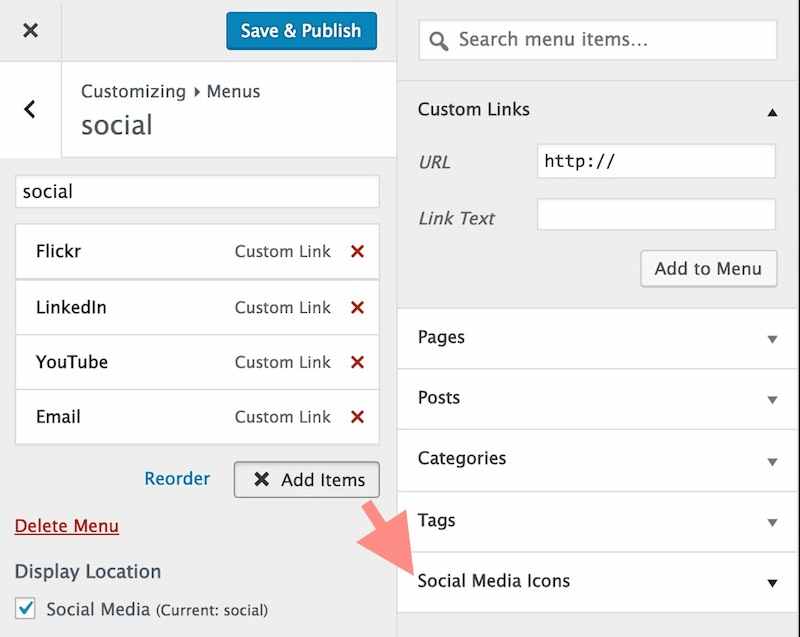 Save & Publish
Customizing ▸ Menus
social
social
Flickr Custom Link
LinkedIn Custom Link
YouTube Custom Link
Email Custom Link
Reorder Add Items
Delete Menu
Display Location
Social Media (Current: social)
Search menu items...
Custom Links
URL http://
Link Text
Add to Menu
Pages
Posts
Categories
Tags
Social Media Icons